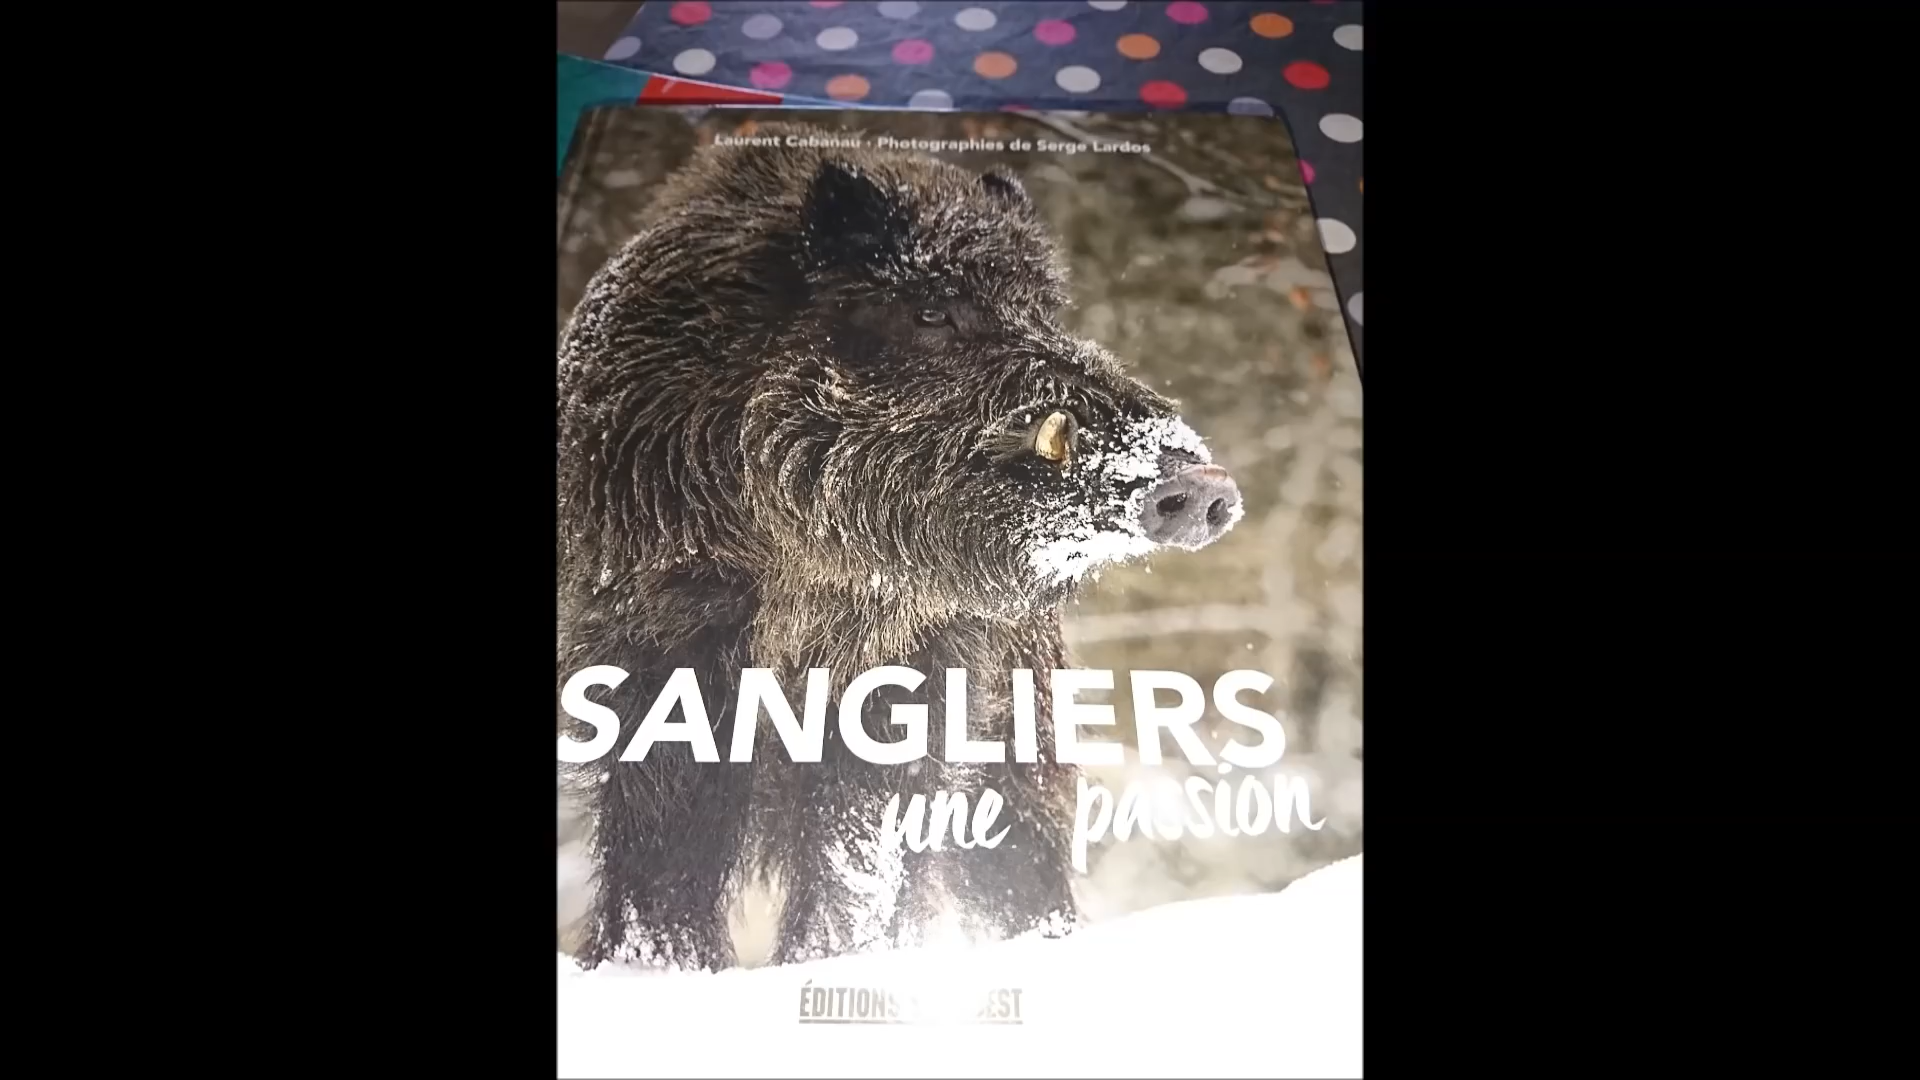 Laurent Cabanau • Photographies de Serge Lardos
SANGLIERS
une passion
ÉDITIONS